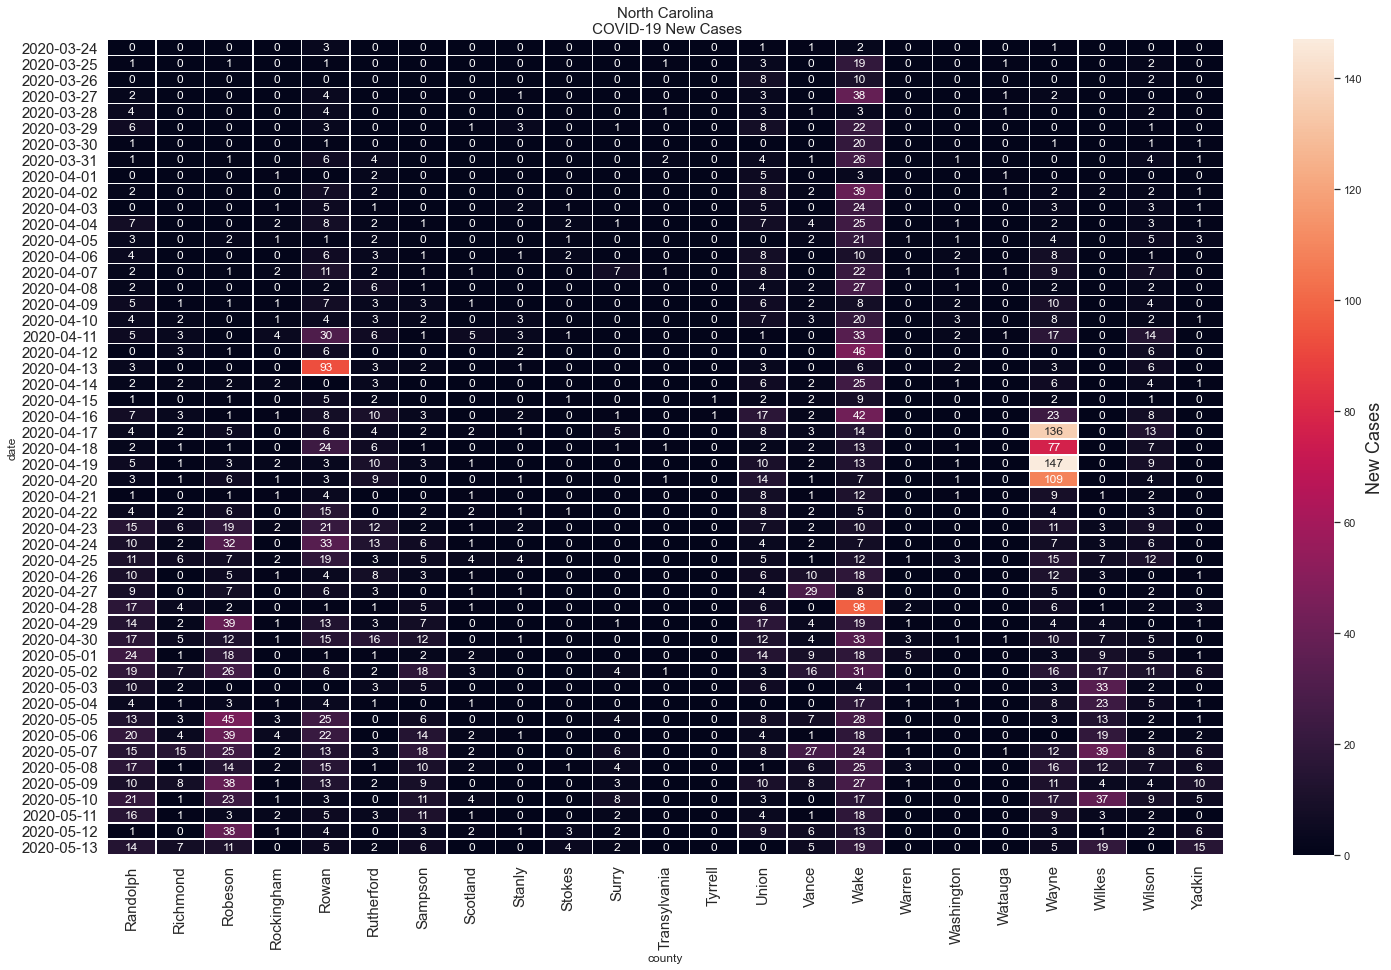 North Carolina
COVID-19 New Cases
2020-03-24 0 0 0 0 3 0 0 0 0 0 0 0 0 1 1 2 0 0 0 1 0 0 0
2020-03-25 1 0 1 0 1 0 0 0 0 0 0 1 0 3 0 19 0 0 1 0 0 2 0
2020-03-26 0 0 0 0 0 0 0 0 0 0 0 0 0 8 0 10 0 0 0 0 0 2 0
2020-03-27 2 0 0 0 4 0 0 0 1 0 0 0 0 3 0 38 0 0 1 2 0 0 0
2020-03-28 4 0 0 0 4 0 0 0 0 0 0 1 0 3 1 3 0 0 1 0 0 2 0
2020-03-29 6 0 0 0 3 0 0 1 3 0 1 0 0 8 0 22 0 0 0 0 0 1 0
2020-03-30 1 0 0 0 1 0 0 0 0 0 0 0 0 0 0 20 0 0 0 1 0 1 1
2020-03-31 1 0 1 0 6 4 0 0 0 0 0 2 0 4 1 26 0 1 0 0 0 4 1
2020-04-01 0 0 0 1 0 2 0 0 0 0 0 0 0 5 0 3 0 0 1 0 0 0 0
2020-04-02 2 0 0 0 7 2 0 0 0 0 0 0 0 8 2 39 0 0 1 2 2 2 1
2020-04-03 0 0 0 1 5 1 0 0 2 1 0 0 0 5 0 24 0 0 0 3 0 3 1
2020-04-04 7 0 0 2 8 2 1 0 0 2 1 0 0 7 4 25 0 1 0 2 0 3 1
2020-04-05 3 0 2 1 1 2 0 0 0 1 0 0 0 0 2 21 1 1 0 4 0 5 3
2020-04-06 4 0 0 0 6 3 1 0 1 2 0 0 0 8 0 10 0 2 0 8 0 1 0
2020-04-07 2 0 1 2 11 2 1 1 0 0 7 1 0 8 0 22 1 1 1 9 0 7 0
2020-04-08 2 0 0 0 2 6 1 0 0 0 0 0 0 4 2 27 0 1 0 2 0 2 0
2020-04-09 5 1 1 1 7 3 3 1 0 0 0 0 0 6 2 8 0 2 0 10 0 4 0
2020-04-10 4 2 0 1 4 3 2 0 3 0 0 0 0 7 3 20 0 3 0 8 0 2 1
2020-04-11 5 3 0 4 30 6 1 5 3 1 0 0 0 1 0 33 0 2 1 17 0 14 0
2020-04-12 0 3 1 0 6 0 0 0 2 0 0 0 0 0 0 46 0 0 0 0 0 6 0
2020-04-13 3 0 0 0 93 3 2 0 1 0 0 0 0 3 0 6 0 2 0 3 0 6 0
2020-04-14 2 2 2 2 0 3 0 0 0 0 0 0 0 6 2 25 0 1 0 6 0 4 1
2020-04-15 1 0 1 0 5 2 0 0 0 1 0 0 1 2 2 9 0 0 0 2 0 1 0
2020-04-16 7 3 1 1 8 10 3 0 2 0 1 0 1 17 2 42 0 0 0 23 0 8 0
2020-04-17 4 2 5 0 6 4 2 2 1 0 5 0 0 8 3 14 0 0 0 136 0 13 0
2020-04-18 2 1 1 0 24 6 1 0 0 0 1 1 0 2 2 13 0 1 0 77 0 7 0
2020-04-19 5 1 3 2 3 10 3 1 0 0 0 0 0 10 2 13 0 1 0 147 0 9 0
2020-04-20 3 1 6 1 3 9 0 0 1 0 0 1 0 14 1 7 0 1 0 109 0 4 0
2020-04-21 1 0 1 1 4 0 0 1 0 0 0 0 0 8 1 12 0 1 0 9 1 2 0
2020-04-22 4 2 6 0 15 0 2 2 1 1 0 0 0 8 2 5 0 0 0 4 0 3 0
2020-04-23 15 6 19 2 21 12 2 1 2 0 0 0 0 7 2 10 0 0 0 11 3 9 0
2020-04-24 10 2 32 0 33 13 6 1 0 0 0 0 0 4 2 7 0 0 0 7 3 6 0
2020-04-25 11 6 7 2 19 3 5 4 4 0 0 0 0 5 1 12 1 3 0 15 7 12 0
2020-04-26 10 0 5 1 4 8 3 1 0 0 0 0 0 6 10 18 0 0 0 12 3 0 1
2020-04-27 9 0 7 0 6 3 0 1 1 0 0 0 0 4 29 8 0 0 0 5 0 2 0
2020-04-28 17 4 2 0 1 1 5 1 0 0 0 0 0 6 0 98 2 0 0 6 1 2 3
2020-04-29 14 2 39 1 13 3 7 0 0 0 1 0 0 17 4 19 1 0 0 4 4 0 1
2020-04-30 17 5 12 1 15 16 12 0 1 0 0 0 0 12 4 33 3 1 1 10 7 5 0
2020-05-01 24 1 18 0 1 1 2 2 0 0 0 0 0 14 9 18 5 0 0 3 9 5 1
2020-05-02 19 7 26 0 6 2 18 3 0 0 4 1 0 3 16 31 0 0 0 16 17 11 6
2020-05-03 10 2 0 0 0 3 5 0 0 0 0 0 0 6 0 4 1 0 0 3 33 2 0
2020-05-04 4 1 3 1 4 1 0 1 0 0 0 0 0 0 0 17 1 1 0 8 23 5 1
2020-05-05 13 3 45 3 25 0 6 0 0 0 4 0 0 8 7 28 0 0 0 3 13 2 1
2020-05-06 20 4 39 4 22 0 14 2 1 0 0 0 0 4 1 18 1 0 0 0 19 2 2
2020-05-07 15 15 25 2 13 3 18 2 0 0 6 0 0 8 27 24 1 0 1 12 39 8 6
2020-05-08 17 1 14 2 15 1 10 2 0 1 4 0 0 1 6 25 3 0 0 16 12 7 6
2020-05-09 10 8 38 1 13 2 9 0 0 0 3 0 0 10 8 27 1 0 0 11 4 4 10
2020-05-10 21 1 23 1 3 0 11 4 0 0 8 0 0 3 0 17 0 0 0 17 37 9 5
2020-05-11 16 1 3 2 5 3 11 1 0 0 2 0 0 4 1 18 0 0 0 9 3 2 0
2020-05-12 1 0 38 1 4 0 3 2 1 3 2 0 0 9 6 13 0 0 0 3 1 2 6
2020-05-13 14 7 11 0 5 2 6 0 0 4 2 0 0 0 5 19 0 0 0 5 19 0 15
Randolph Richmond Robeson Rockingham Rowan Rutherford Sampson Scotland Stanly Stokes Surry Transylvania Tyrrell Union Vance Wake Warren Washington Watauga Wayne Wilkes Wilson Yadkin
county
date
140
120
100
80
60
40
20
0
New Cases